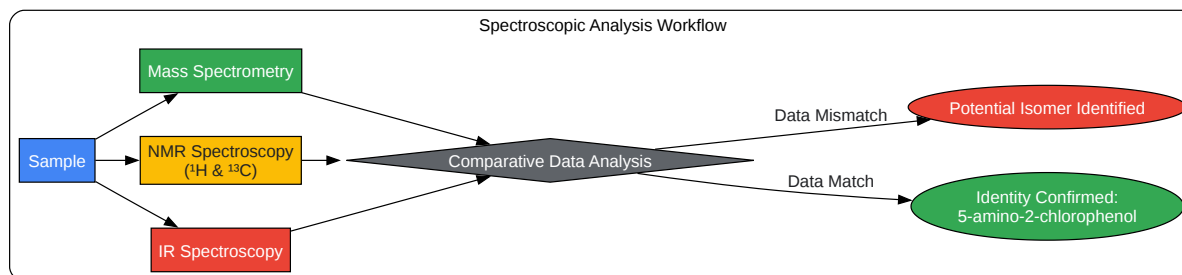 Spectroscopic Analysis Workflow
Mass Spectrometry
Sample
NMR Spectroscopy
(¹H & ¹³C)
IR Spectroscopy
Comparative Data Analysis
Data Mismatch
Data Match
Potential Isomer Identified
Identity Confirmed:
5-amino-2-chlorophenol